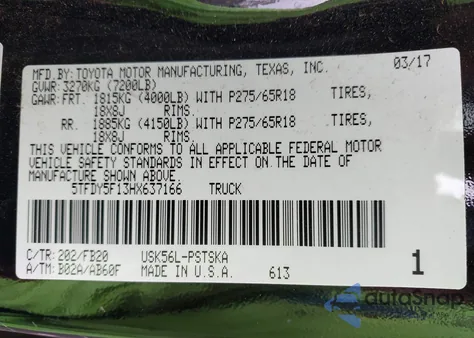 MFD.BY:TOYOTA MOTOR MANUFACTURING, TEXAS, INC. 03/17
GVWR:3270KG (7200LB)
GAWR:FRT. 1815KG (4000LB) WITH P275/65R18 TIRES,
18X8J RIMS.
RR. 1885KG (4150LB) WITH P275/65R18 TIRES,
18X8J RIMS.
THIS VEHICLE CONFORMS TO ALL APPLICABLE FEDERAL MOTOR
VEHICLE SAFETY STANDARDS IN EFFECT ON THE DATE OF
MANUFACTURE SHOWN ABOVE.
5TFDY5F13HX637166 TRUCK
C/TR: 202/FB20 USK56L-PSTSKA
A/TM: B02A/AB60F MADE IN U.S.A. 613 1
autoSnap